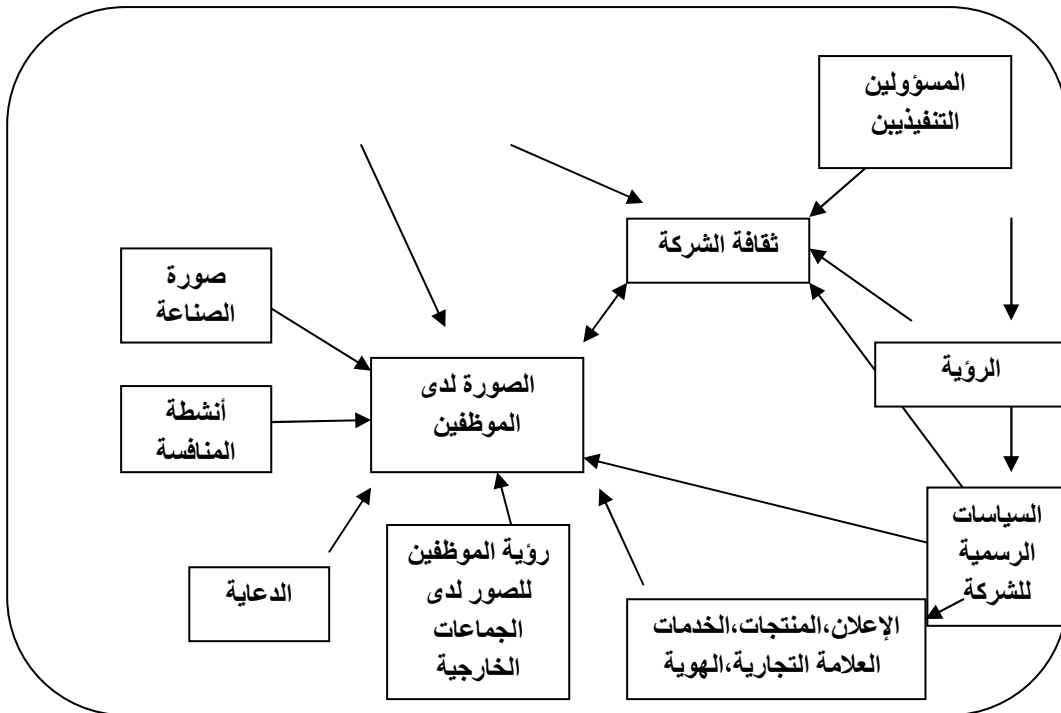 المسؤولين
التنفيذيين
ثقافة الشركة
صورة
الصناعة
الرؤية
الصورة لدى
الموظفين
أنشطة
المنافسة
السياسات
الرسمية
للشركة
رؤية الموظفين
للصور لدى
الجماعات
الخارجية
الدعاية
الإعلان،المنتجات،الخدمات
العلامة التجارية،الهوية